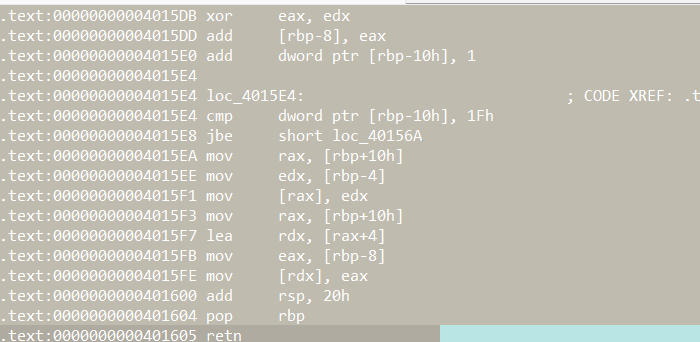 .text:00000000004015DB xor eax, edx
.text:00000000004015DD add [rbp-8], eax
.text:00000000004015E0 add dword ptr [rbp-10h], 1
.text:00000000004015E4
.text:00000000004015E4 loc_4015E4: ; CODE XREF: .t
.text:00000000004015E4 cmp dword ptr [rbp-10h], 1Fh
.text:00000000004015E8 jbe short loc_40156A
.text:00000000004015EA mov rax, [rbp+10h]
.text:00000000004015EE mov edx, [rbp-4]
.text:00000000004015F1 mov [rax], edx
.text:00000000004015F3 mov rax, [rbp+10h]
.text:00000000004015F7 lea rdx, [rax+4]
.text:00000000004015FB mov eax, [rbp-8]
.text:00000000004015FE mov [rdx], eax
.text:0000000000401600 add rsp, 20h
.text:0000000000401604 pop rbp
.text:0000000000401605 retn